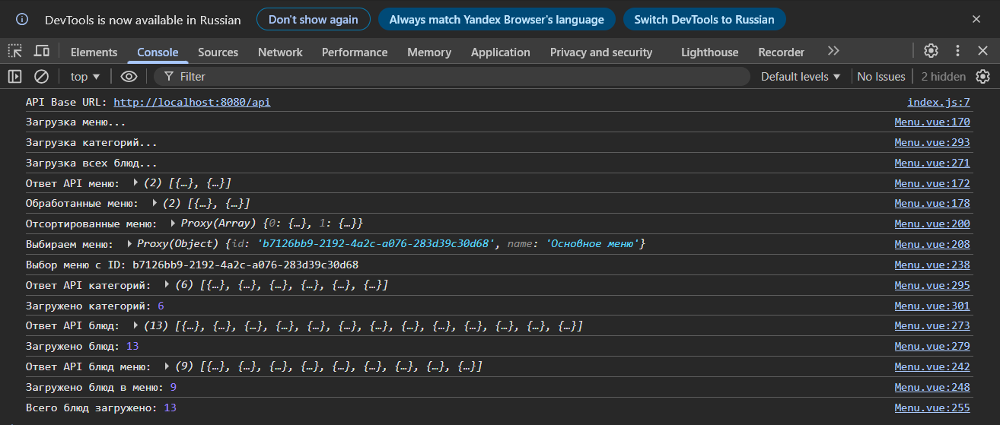 DevTools is now available in Russian Don't show again Always match Yandex Browser's language Switch DevTools to Russian
Elements Console Sources Network Performance Memory Application Privacy and security Lighthouse Recorder
top Filter Default levels No Issues 2 hidden
API Base URL: http://localhost:8080/api index.js:7
Загрузка меню... Menu.vue:170
Загрузка категорий... Menu.vue:293
Загрузка всех блюд... Menu.vue:271
Ответ API меню: (2) [{…}, {…}] Menu.vue:172
Обработанные меню: (2) [{…}, {…}] Menu.vue:178
Отсортированные меню: Proxy(Array) {0: {…}, 1: {…}} Menu.vue:200
Выбираем меню: Proxy(Object) {id: 'b7126bb9-2192-4a2c-a076-283d39c30d68', name: 'Основное меню'} Menu.vue:208
Выбор меню с ID: b7126bb9-2192-4a2c-a076-283d39c30d68 Menu.vue:238
Ответ API категорий: (6) [{…}, {…}, {…}, {…}, {…}, {…}] Menu.vue:295
Загружено категорий: 6 Menu.vue:301
Ответ API блюд: (13) [{…}, {…}, {…}, {…}, {…}, {…}, {…}, {…}, {…}, {…}, {…}, {…}, {…}] Menu.vue:273
Загружено блюд: 13 Menu.vue:279
Ответ API блюд меню: (9) [{…}, {…}, {…}, {…}, {…}, {…}, {…}, {…}, {…}] Menu.vue:242
Загружено блюд в меню: 9 Menu.vue:248
Всего блюд загружено: 13 Menu.vue:255